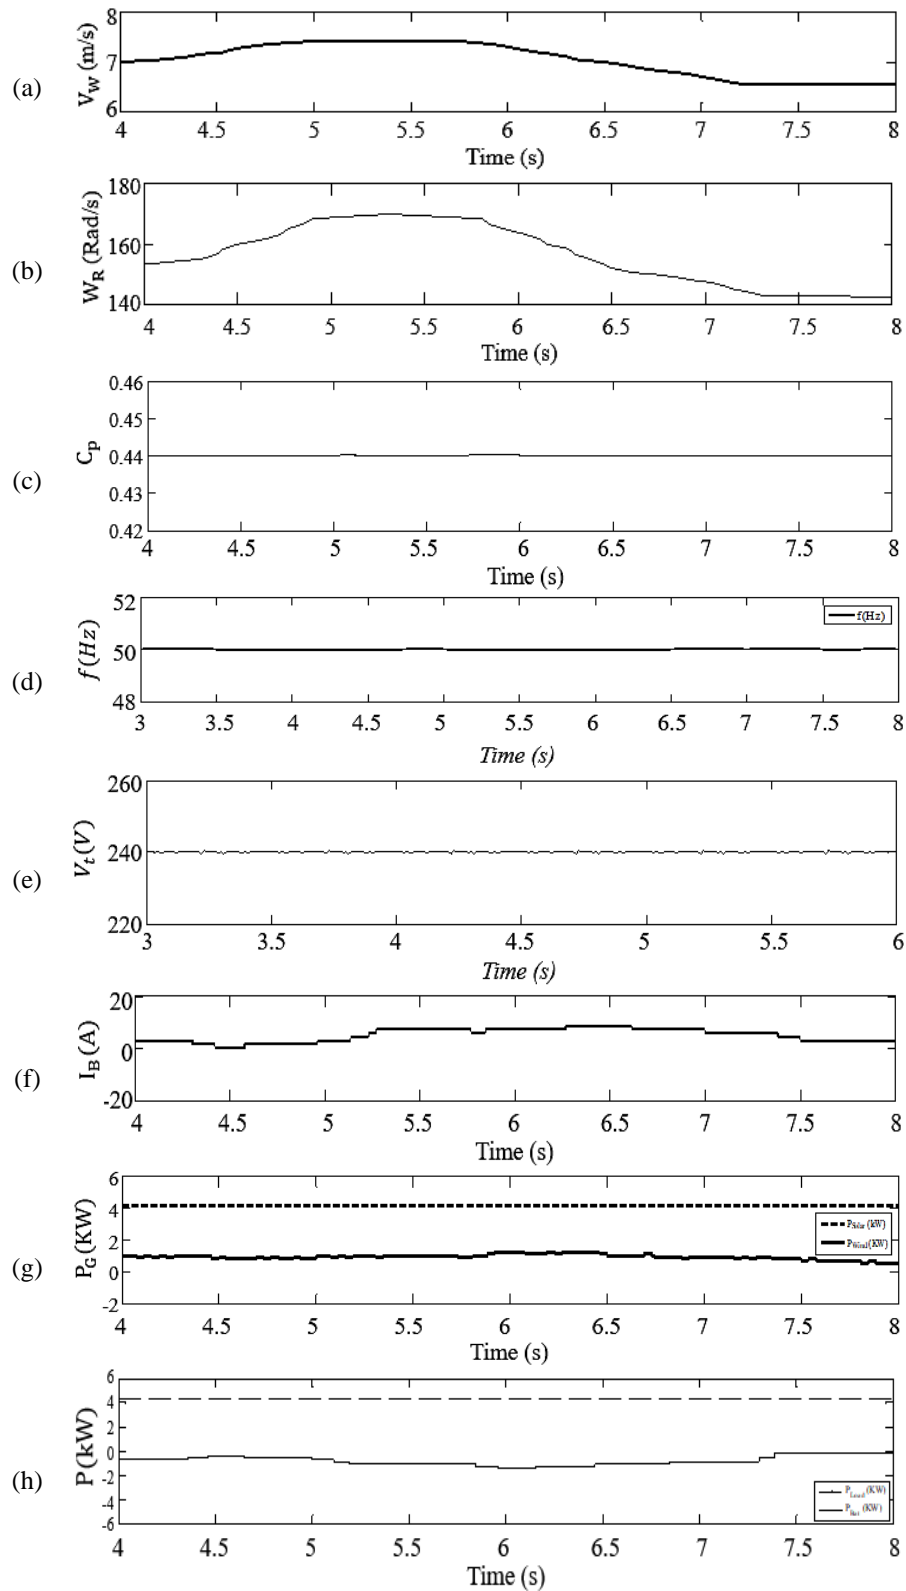 (a)
V_W (m/s)
8
7
6
4 4.5 5 5.5 6 6.5 7 7.5 8
Time (s)
(b)
W_R (Rad/s)
180
160
140
4 4.5 5 5.5 6 6.5 7 7.5 8
Time (s)
(c)
C_p
0.46
0.45
0.44
0.43
0.42
4 4.5 5 5.5 6 6.5 7 7.5 8
Time (s)
(d)
f(Hz)
52
50
48
f(Hz)
3 3.5 4 4.5 5 5.5 6 6.5 7 7.5 8
Time (s)
(e)
V_t(V)
260
240
220
3 3.5 4 4.5 5 5.5 6
Time (s)
(f)
I_B (A)
20
0
-20
4 4.5 5 5.5 6 6.5 7 7.5 8
Time (s)
(g)
P_G (KW)
6
4
2
0
-2
P_Solar (kW)
P_Wind (KW)
4 4.5 5 5.5 6 6.5 7 7.5 8
Time (s)
(h)
P(kW)
6
4
2
0
-2
-4
-6
P_Load (KW)
P_Bat (KW)
4 4.5 5 5.5 6 6.5 7 7.5 8
Time (s)